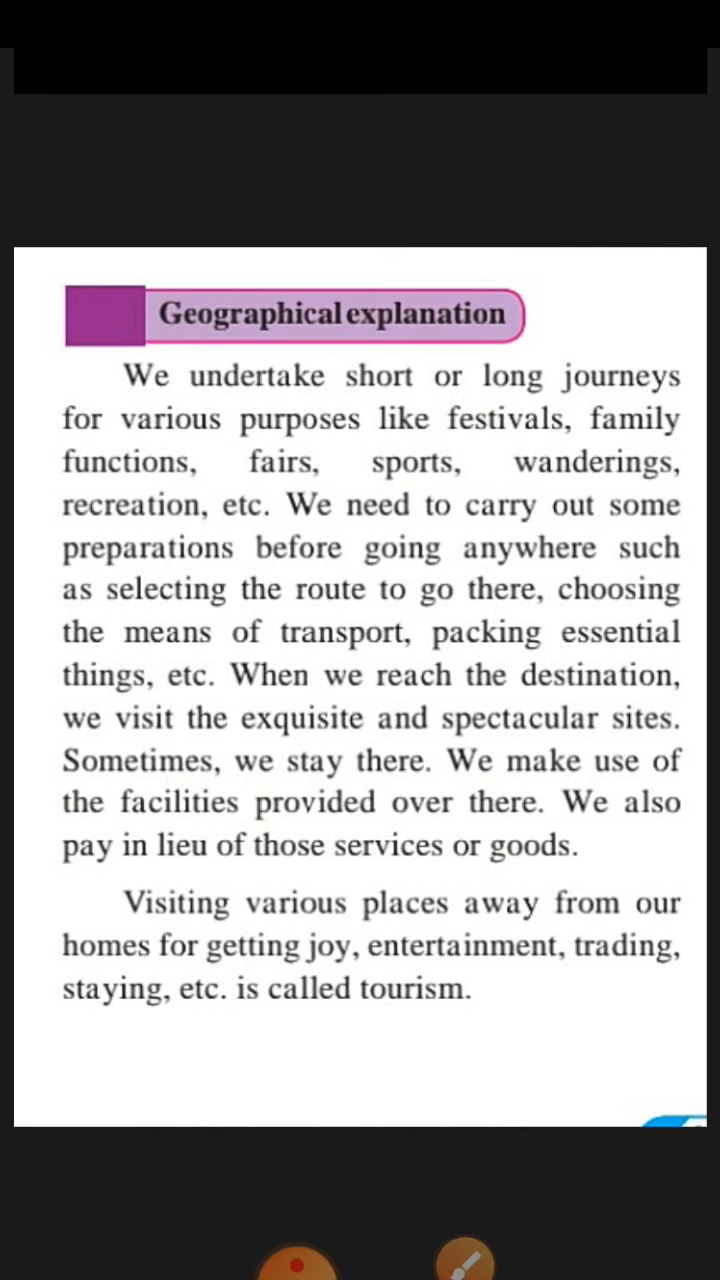 Geographical explanation
We undertake short or long journeys
for various purposes like festivals, family
functions, fairs, sports, wanderings,
recreation, etc. We need to carry out some
preparations before going anywhere such
as selecting the route to go there, choosing
the means of transport, packing essential
things, etc. When we reach the destination,
we visit the exquisite and spectacular sites.
Sometimes, we stay there. We make use of
the facilities provided over there. We also
pay in lieu of those services or goods.
Visiting various places away from our
homes for getting joy, entertainment, trading,
staying, etc. is called tourism.